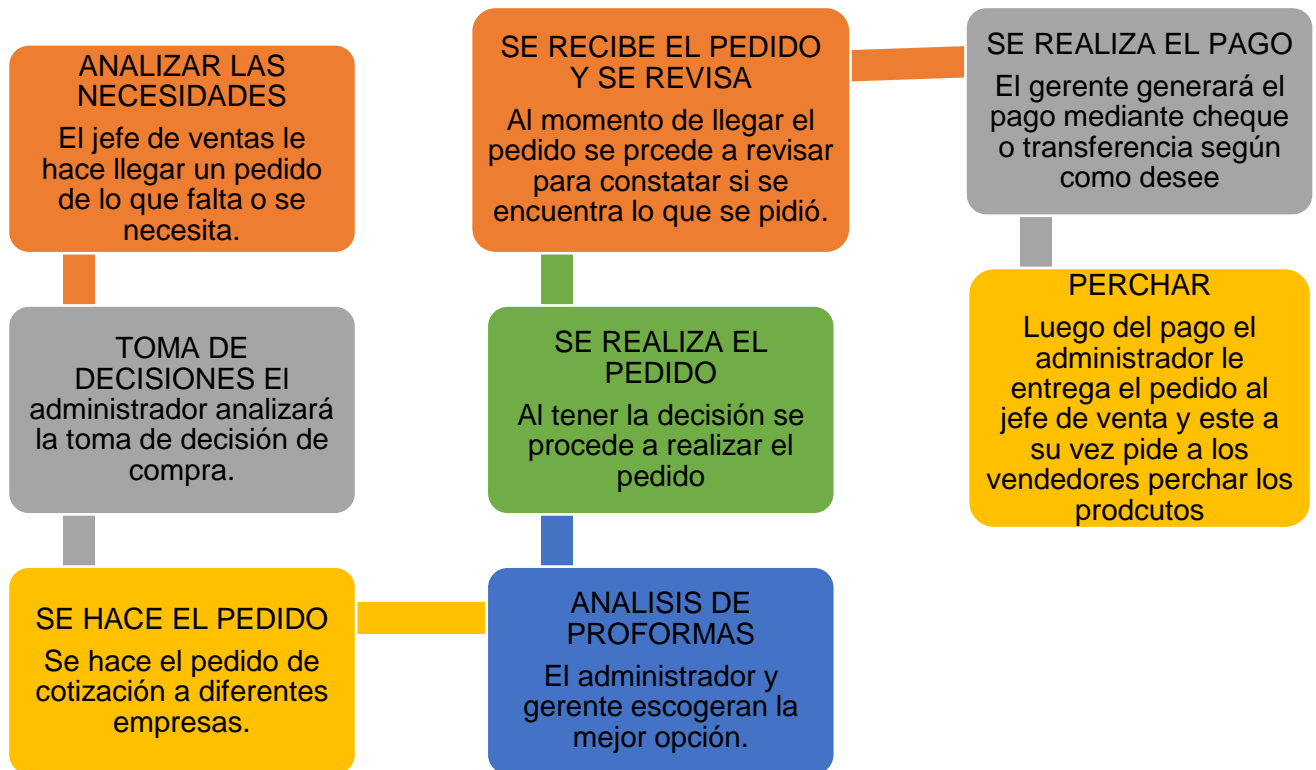 ANALIZAR LAS
NECESIDADES
El jefe de ventas le
hace llegar un pedido
de lo que falta o se
necesita.
TOMA DE
DECISIONES El
administrador analizará
la toma de decisión de
compra.
SE HACE EL PEDIDO
Se hace el pedido de
cotización a diferentes
empresas.
ANALISIS DE
PROFORMAS
El administrador y
gerente escogeran la
mejor opción.
SE REALIZA EL
PEDIDO
Al tener la decisión se
procede a realizar el
pedido
SE RECIBE EL PEDIDO
Y SE REVISA
Al momento de llegar el
pedido se prcede a revisar
para constatar si se
encuentra lo que se pidió.
SE REALIZA EL PAGO
El gerente generará el
pago mediante cheque
o transferencia según
como desee
PERCHAR
Luego del pago el
administrador le
entrega el pedido al
jefe de venta y este a
su vez pide a los
vendedores perchar los
prodcutos